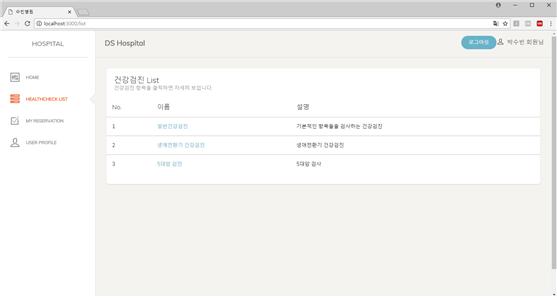 수빈병원
localhost:3000/list
HOSPITAL
DS Hospital
로그아웃
박수빈 회원님
HOME
HEALTHCHECK LIST
MY RESERVATION
USER PROFILE
건강검진 List
건강검진 항목을 클릭하면 자세히 보입니다.
No. 이름 설명
1 일반건강검진 기본적인 항목들을 검사하는 건강검진
2 생애전환기 건강검진 생애전환기 건강검진
3 5대암 검진 5대암 검사